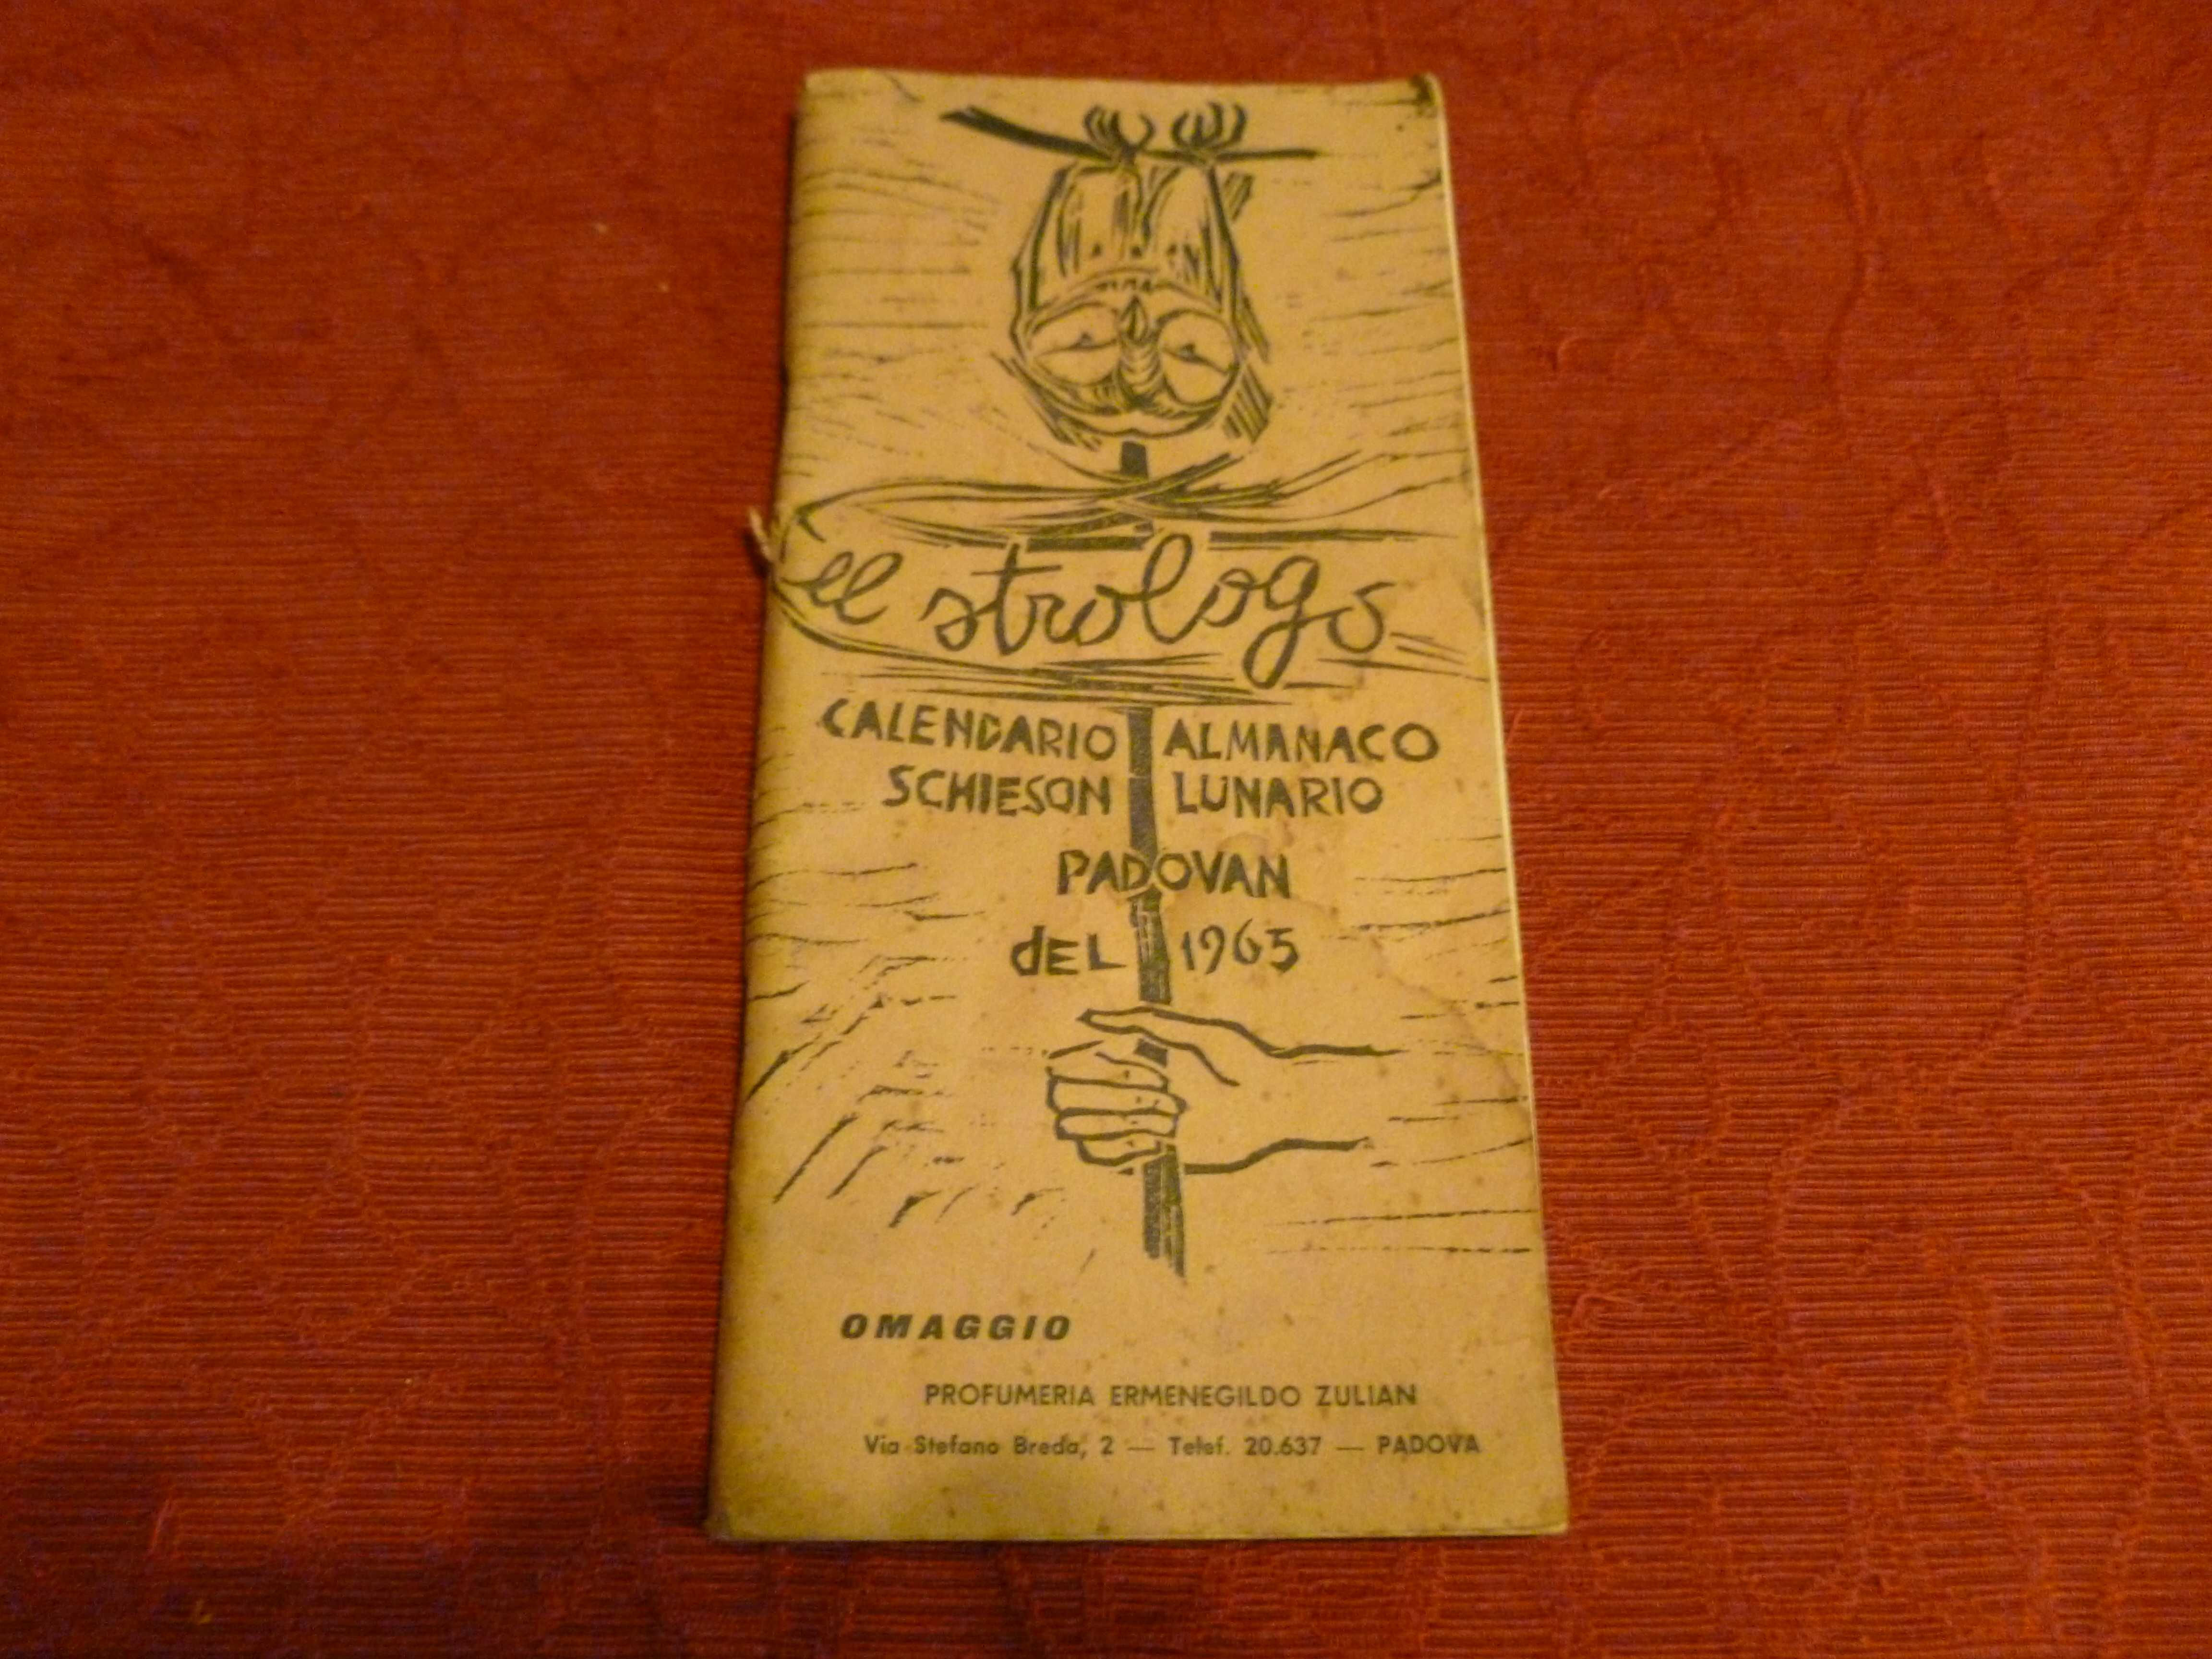 el strologo
CALENDARIO ALMANACO
SCHIESON LUNARIO
PADOVAN
dEL 1965
OMAGGIO
PROFUMERIA ERMENEGILDO ZULIAN
Via Stefano Breda, 2 — Telef. 20.637 — PADOVA